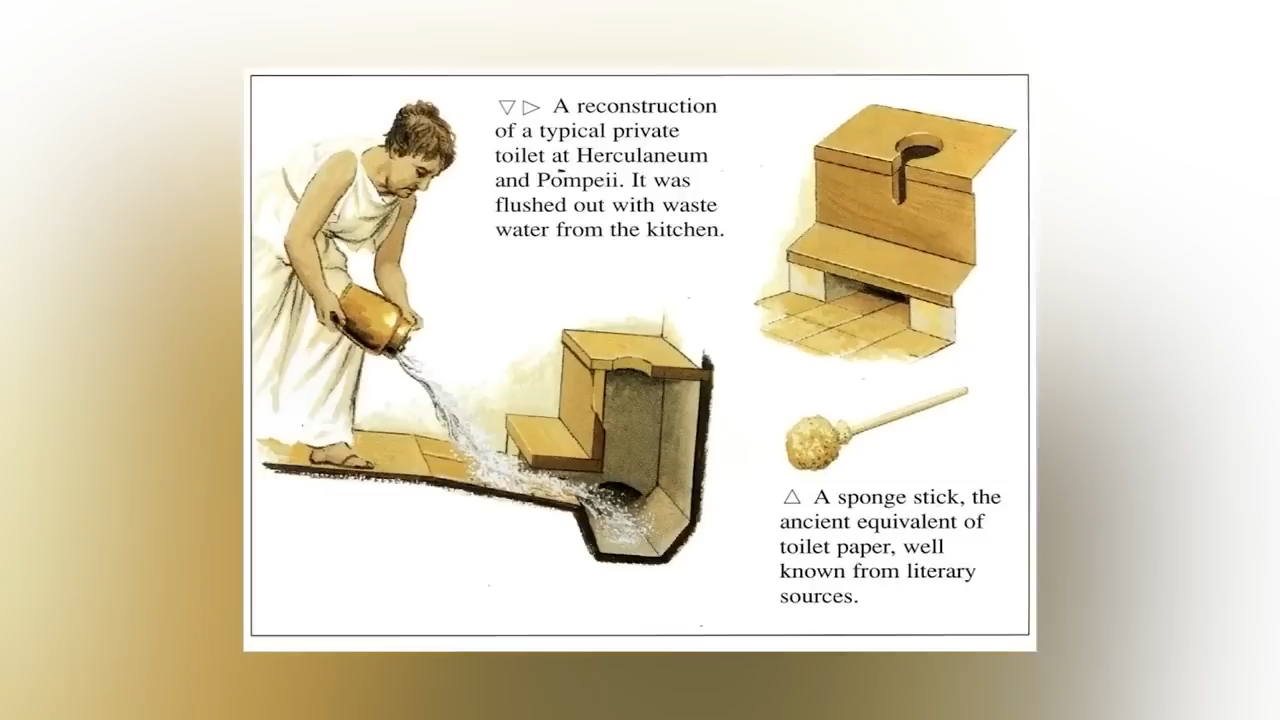 ▽ ▷ A reconstruction
of a typical private
toilet at Herculaneum
and Pompeii. It was
flushed out with waste
water from the kitchen.
△ A sponge stick, the
ancient equivalent of
toilet paper, well
known from literary
sources.